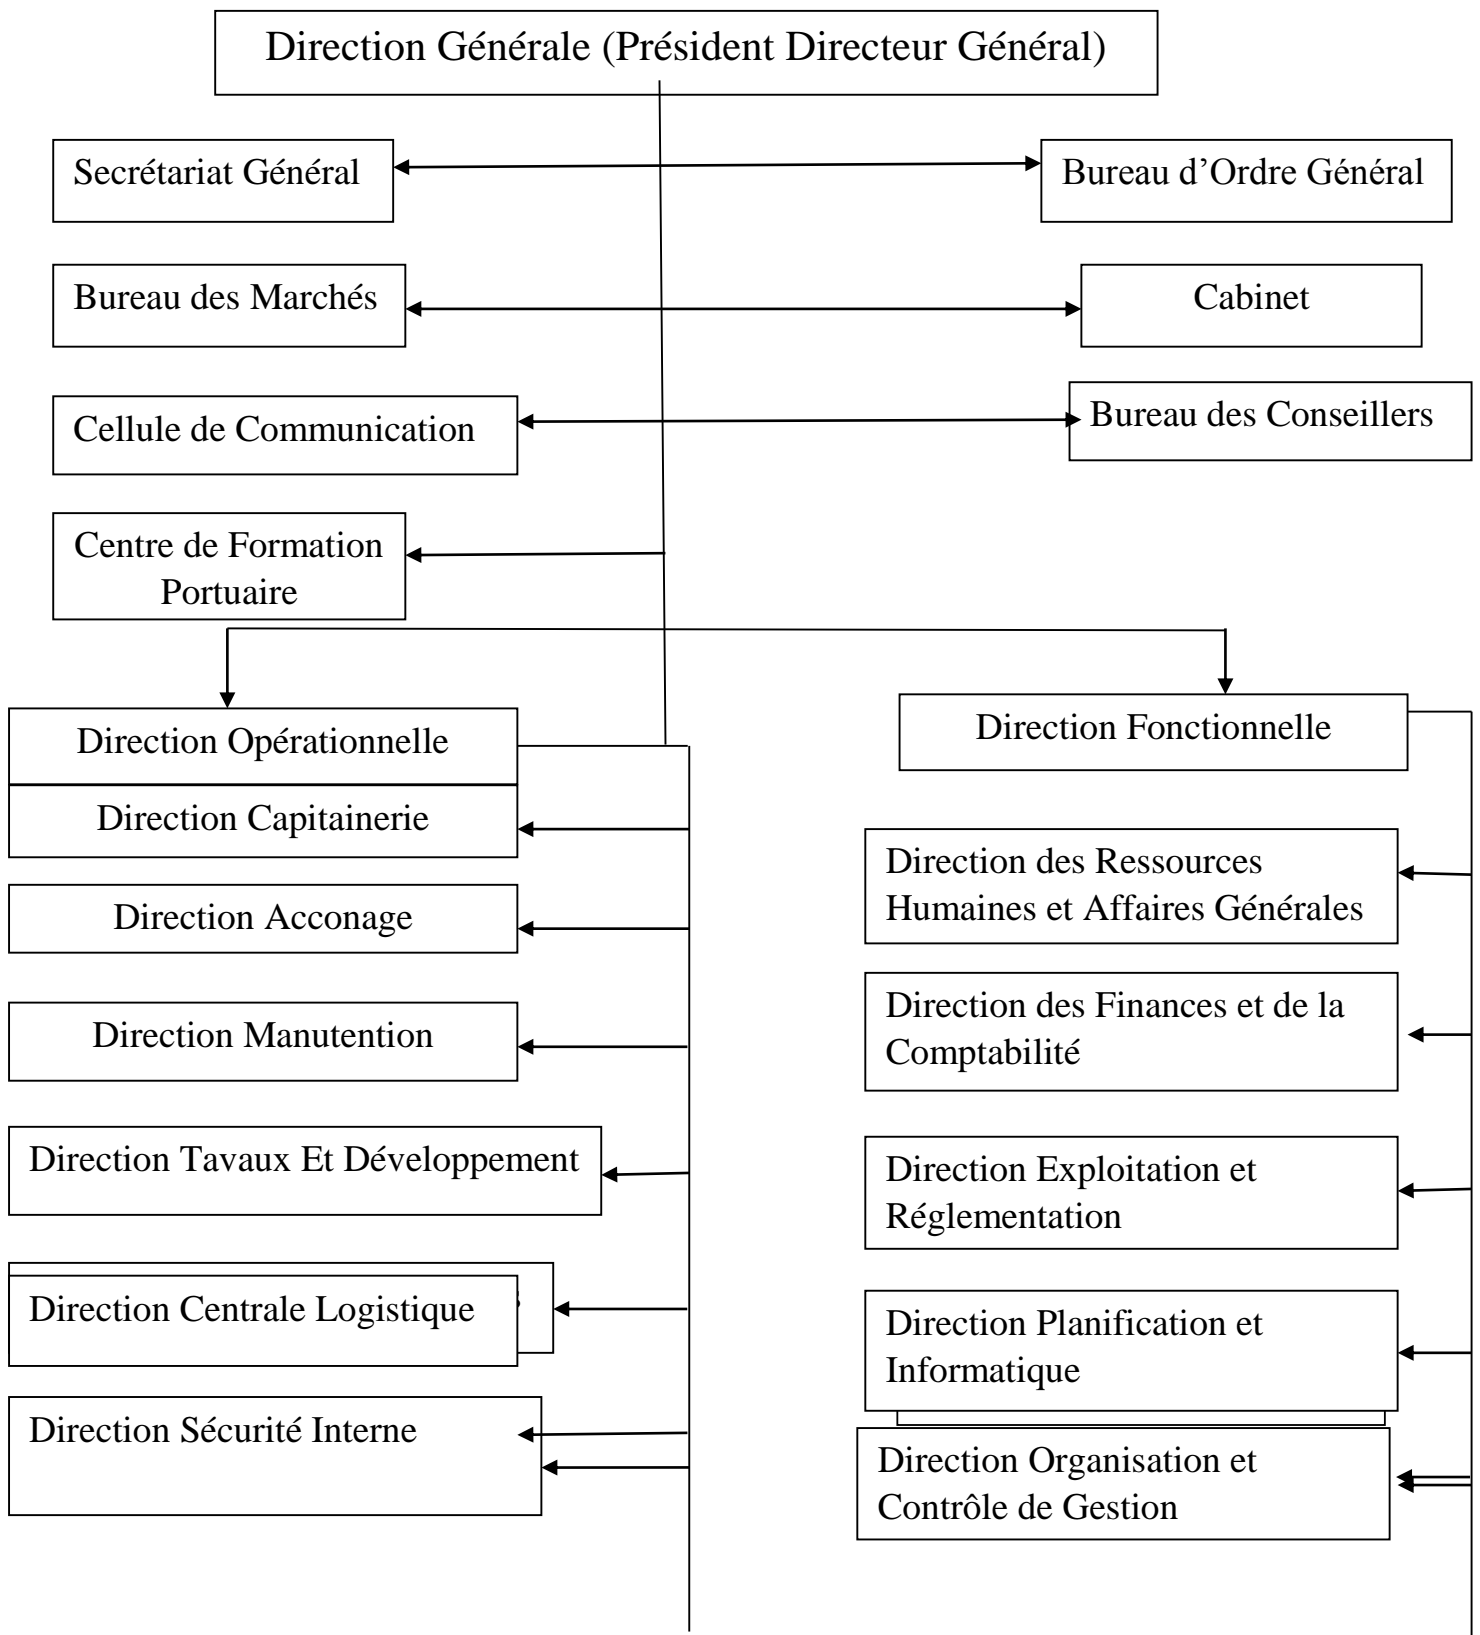 Direction Générale (Président Directeur Général)
Secrétariat Général
Bureau d’Ordre Général
Bureau des Marchés
Cabinet
Cellule de Communication
Bureau des Conseillers
Centre de Formation
Portuaire
Direction Opérationnelle
Direction Capitainerie
Direction Acconage
Direction Manutention
Direction Tavaux Et Développement
Direction Centrale Logistique
Direction Sécurité Interne
Direction Fonctionnelle
Direction des Ressources
Humaines et Affaires Générales
Direction des Finances et de la
Comptabilité
Direction Exploitation et
Réglementation
Direction Planification et
Informatique
Direction Organisation et
Contrôle de Gestion